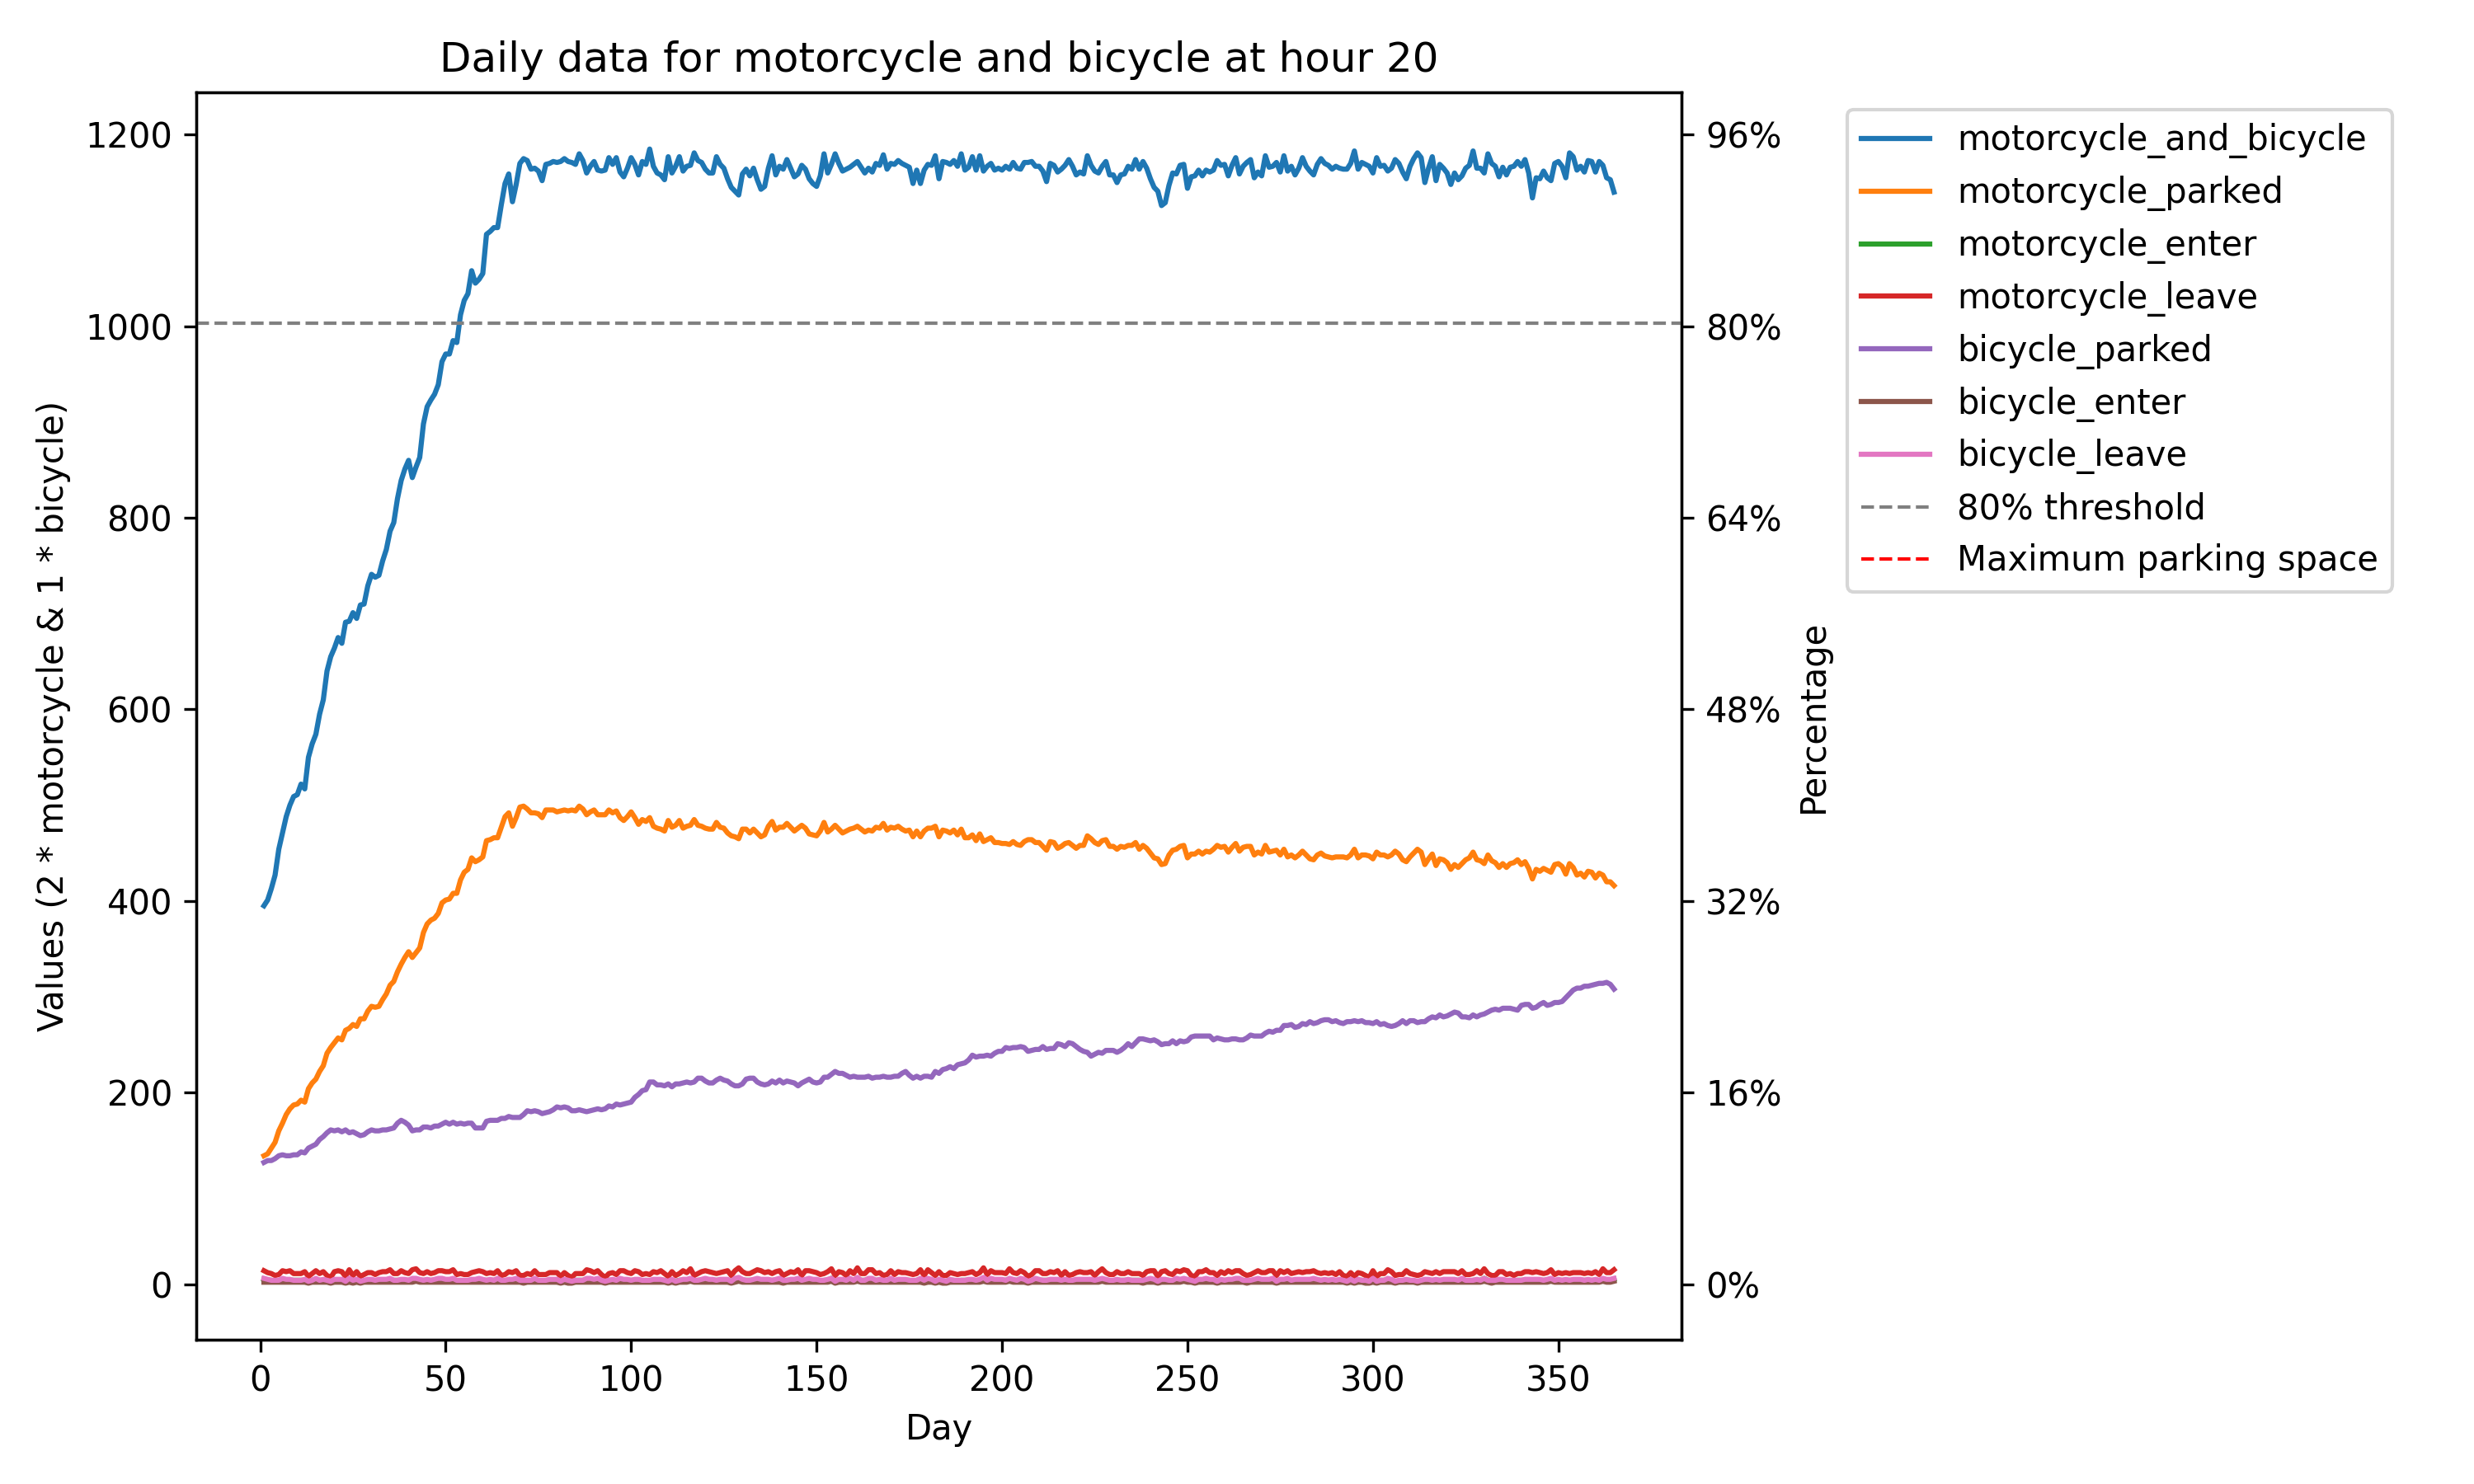 Daily data for motorcycle and bicycle at hour 20
Values (2 * motorcycle & 1 * bicycle)
1200
1000
800
600
400
200
0
0 50 100 150 200 250 300 350
Day
96%
80%
64%
48%
32%
16%
0%
Percentage
motorcycle_and_bicycle
motorcycle_parked
motorcycle_enter
motorcycle_leave
bicycle_parked
bicycle_enter
bicycle_leave
80% threshold
Maximum parking space